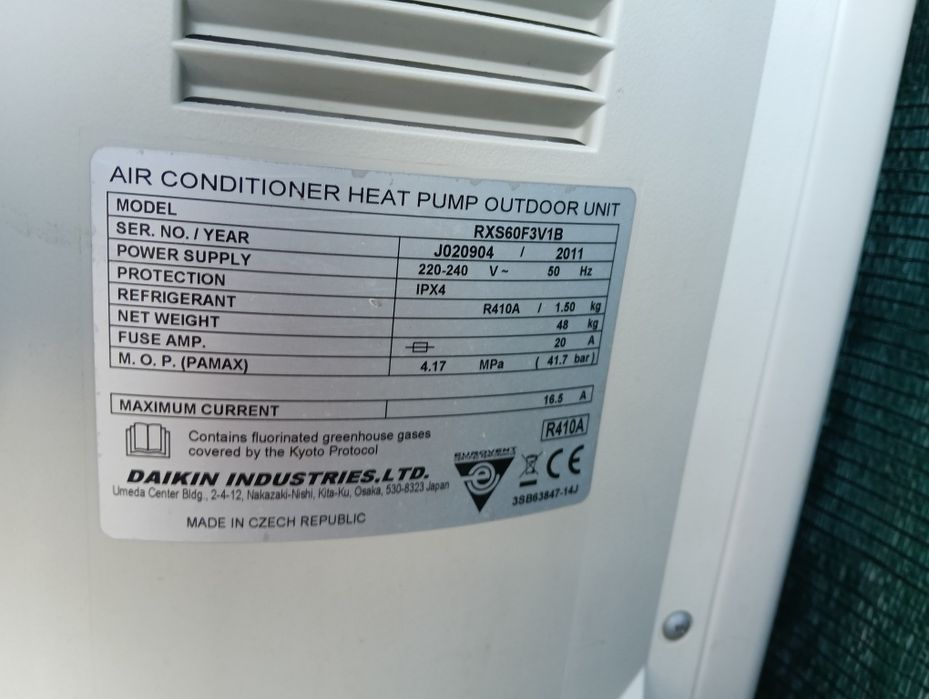 AIR CONDITIONER HEAT PUMP OUTDOOR UNIT
MODEL RXS60F3V1B
SER. NO. / YEAR J020904 / 2011
POWER SUPPLY 220-240 V ~ 50 Hz
PROTECTION IPX4
REFRIGERANT R410A / 1.50 kg
NET WEIGHT 48 kg
FUSE AMP. 20 A
M. O. P. (PAMAX) 4.17 MPa ( 41.7 bar )
MAXIMUM CURRENT 16.5 A
Contains fluorinated greenhouse gases
covered by the Kyoto Protocol
R410A
DAIKIN INDUSTRIES.LTD.
Umeda Center Bldg., 2-4-12, Nakazaki-Nishi, Kita-Ku, Osaka, 530-8323 Japan
EUROVENT
CE
3SB63847-14J
MADE IN CZECH REPUBLIC